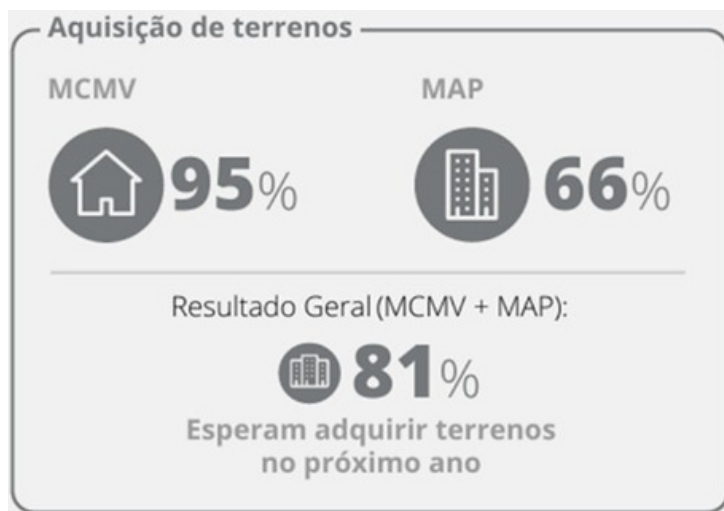 Aquisição de terrenos
MCMV
MAP
95%
66%
Resultado Geral (MCMV + MAP):
81%
Esperam adquirir terrenos
no próximo ano